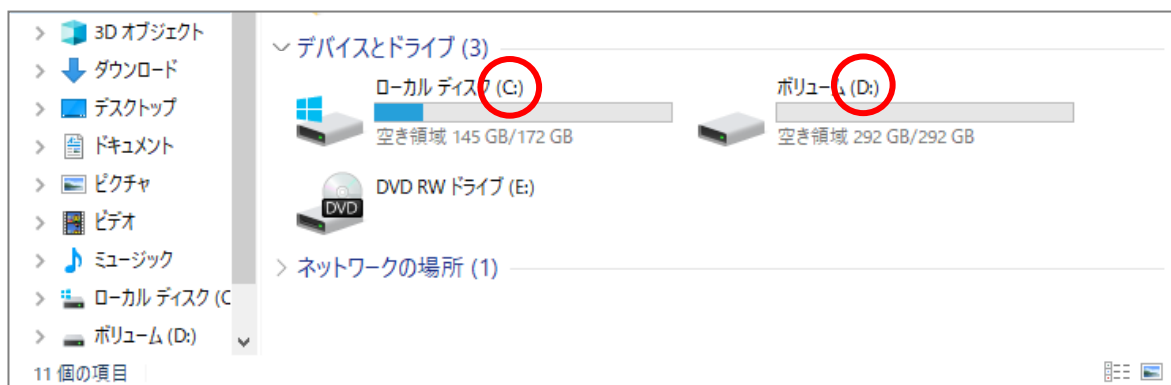 3D オブジェクト
ダウンロード
デスクトップ
ドキュメント
ピクチャ
ビデオ
ミュージック
ローカル ディスク (C
ボリューム (D:)
デバイスとドライブ (3)
ローカル ディスク (C:)
空き領域 145 GB/172 GB
ボリューム (D:)
空き領域 292 GB/292 GB
DVD RW ドライブ (E:)
DVD
ネットワークの場所 (1)
11 個の項目